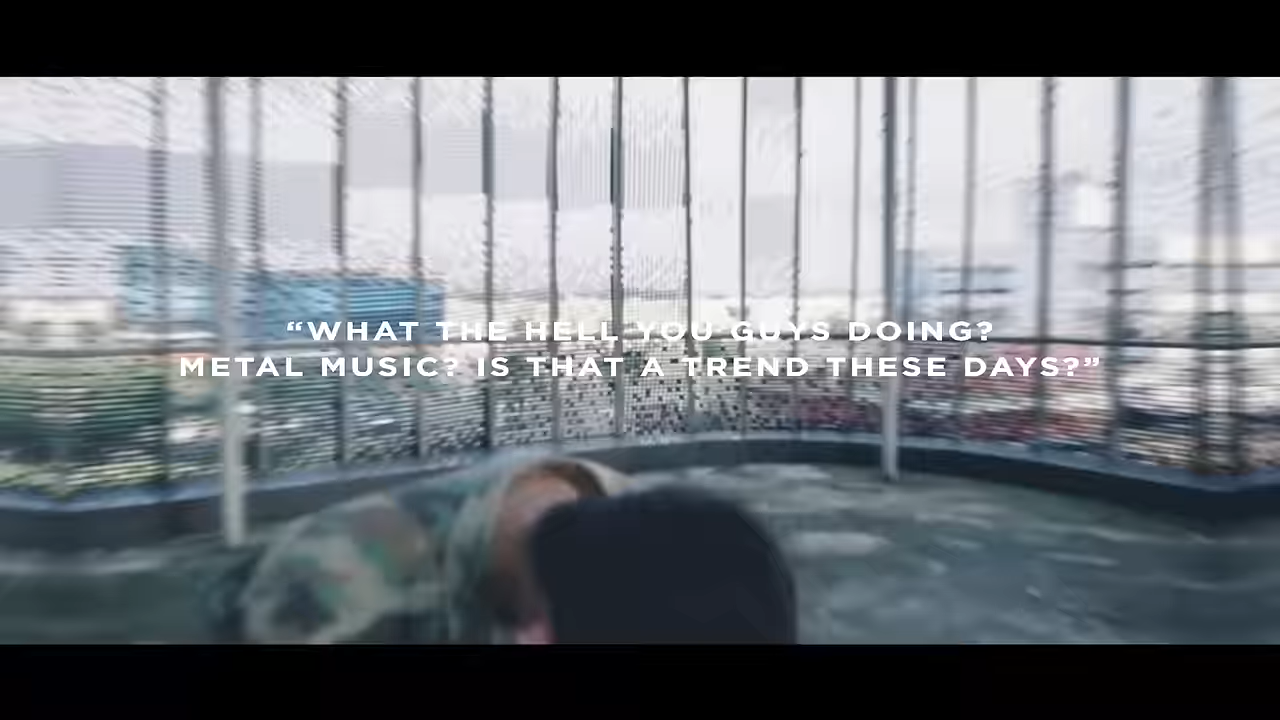 “WHAT THE HELL YOU GUYS DOING?
METAL MUSIC? IS THAT A TREND THESE DAYS?”